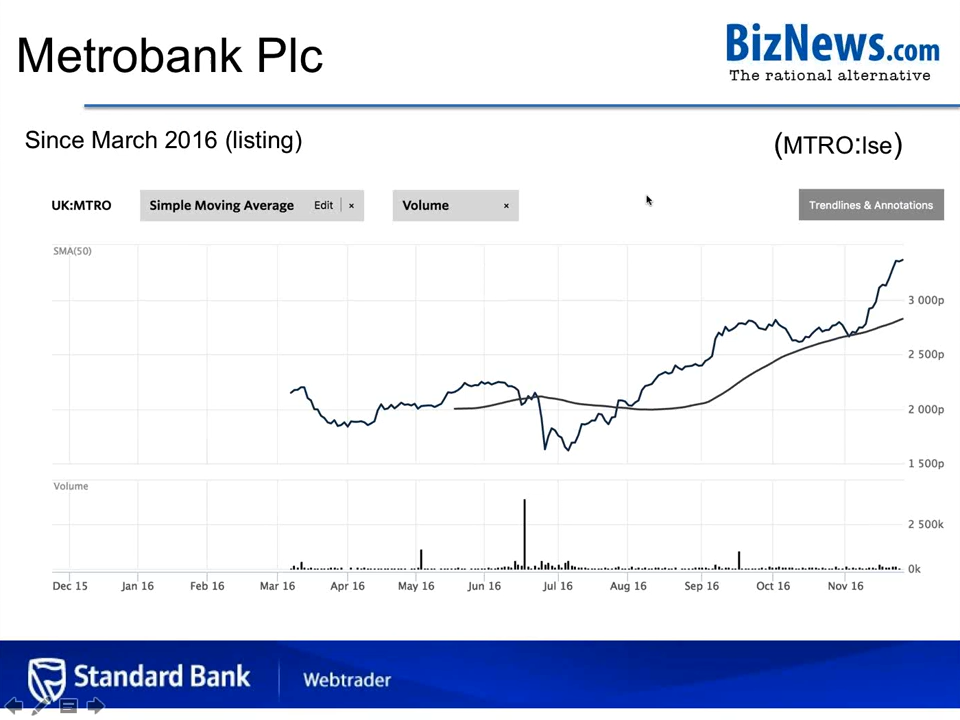 Metrobank Plc
BizNews.com
The rational alternative
Since March 2016 (listing)
(MTRO:lse)
UK:MTRO Simple Moving Average Edit × Volume × Trendlines & Annotations
SMA(50)
3 000p
2 500p
2 000p
1 500p
Volume
2 500k
0k
Dec 15 Jan 16 Feb 16 Mar 16 Apr 16 May 16 Jun 16 Jul 16 Aug 16 Sep 16 Oct 16 Nov 16
Standard Bank Webtrader